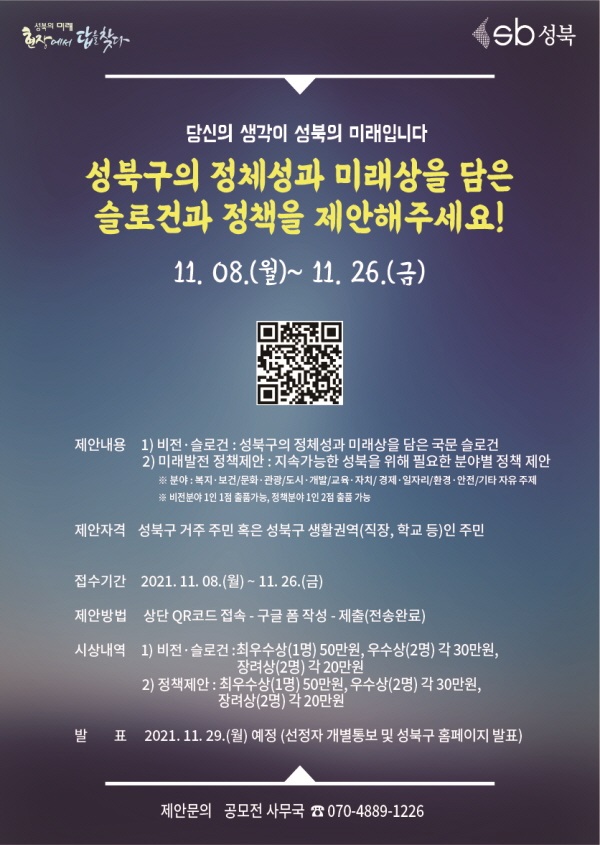 성북의 미래
현장에서 답을 찾다
sb 성북
당신의 생각이 성북의 미래입니다
성북구의 정체성과 미래상을 담은
슬로건과 정책을 제안해주세요!
11. 08.(월)~ 11. 26.(금)
제안내용 1) 비전·슬로건 : 성북구의 정체성과 미래상을 담은 국문 슬로건
2) 미래발전 정책제안 : 지속가능한 성북을 위해 필요한 분야별 정책 제안
※ 분야 : 복지·보건/문화·관광/도시·개발/교육·자치/ 경제·일자리/환경·안전/기타 자유 주제
※ 비전분야 1인 1점 출품가능, 정책분야 1인 2점 출품 가능
제안자격 성북구 거주 주민 혹은 성북구 생활권역(직장, 학교 등)인 주민
접수기간 2021. 11. 08.(월) ~ 11. 26.(금)
제안방법 상단 QR코드 접속 - 구글 폼 작성 - 제출(전송완료)
시상내역 1) 비전·슬로건 :최우수상(1명) 50만원, 우수상(2명) 각 30만원,
장려상(2명) 각 20만원
2) 정책제안 : 최우수상(1명) 50만원, 우수상(2명) 각 30만원,
장려상(2명) 각 20만원
발 표 2021. 11. 29.(월) 예정 (선정자 개별통보 및 성북구 홈페이지 발표)
제안문의 공모전 사무국 ☎ 070-4889-1226